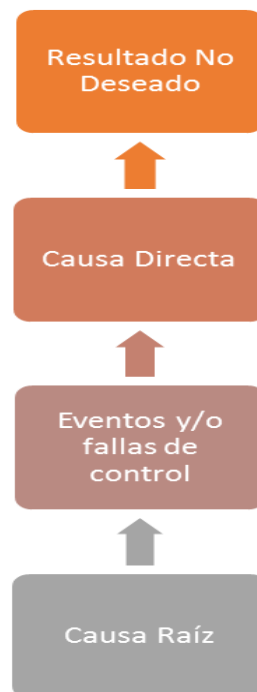 Resultado No
Deseado
Causa Directa
Eventos y/o
fallas de
control
Causa Raíz